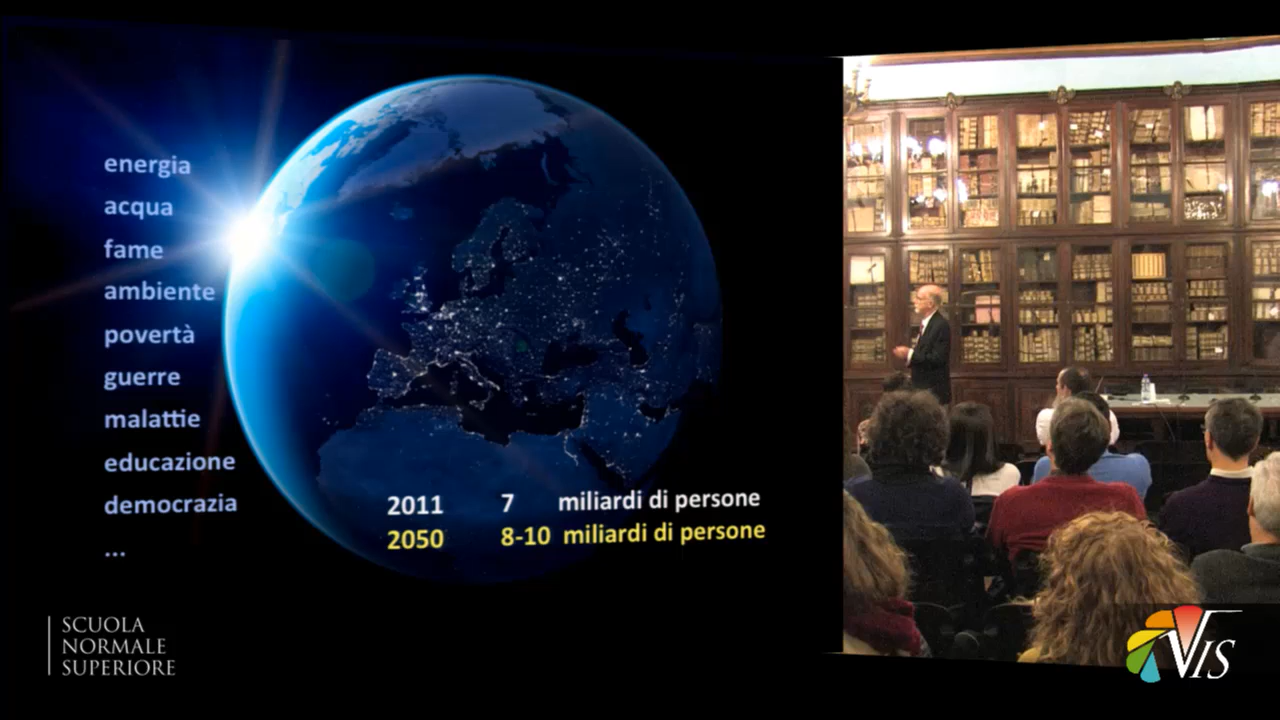 energia
acqua
fame
ambiente
povertà
guerre
malattie
educazione
democrazia
...
2011 7 miliardi di persone
2050 8-10 miliardi di persone
SCUOLA
NORMALE
SUPERIORE
VIS